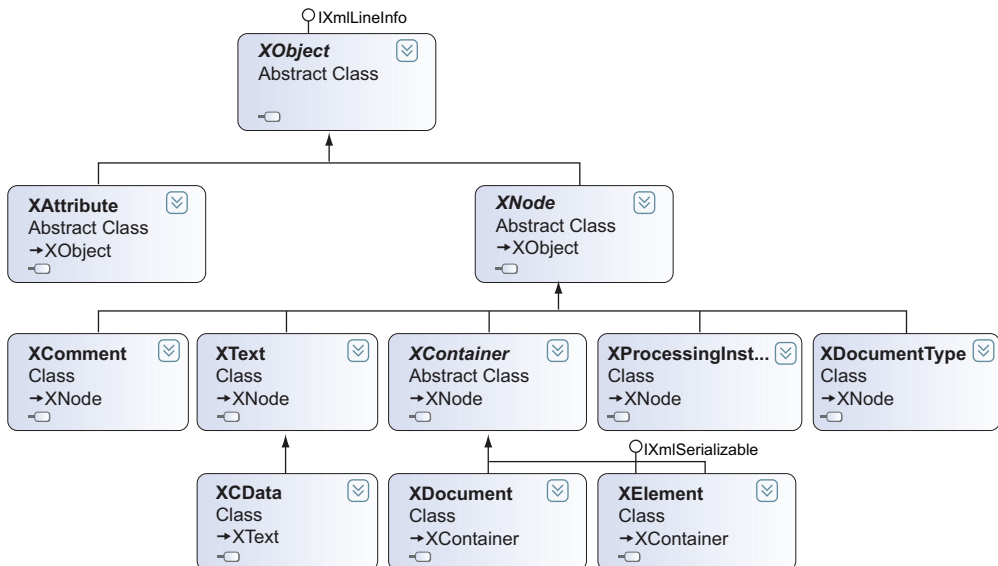 IXmlLineInfo
XObject
Abstract Class
XAttribute
Abstract Class
→XObject
XNode
Abstract Class
→XObject
XComment
Class
→XNode
XText
Class
→XNode
XContainer
Abstract Class
→XNode
XProcessingInst...
Class
→XNode
XDocumentType
Class
→XNode
IXmlSerializable
XCData
Class
→XText
XDocument
Class
→XContainer
XElement
Class
→XContainer